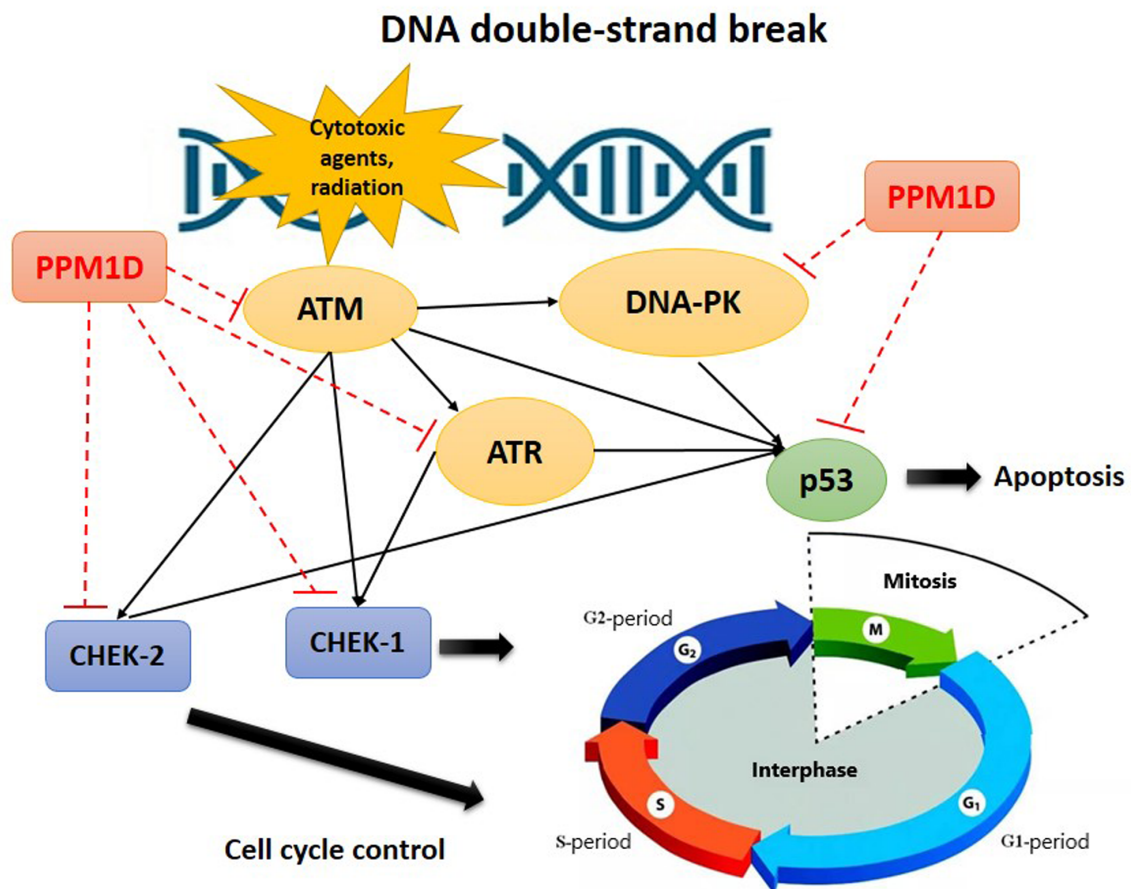 DNA double-strand break
Cytotoxic
agents,
radiation
PPM1D
PPM1D
ATM
DNA-PK
ATR
p53
Apoptosis
CHEK-2
CHEK-1
Mitosis
G2-period
M
G₂
Interphase
S
G₁
S-period
G1-period
Cell cycle control